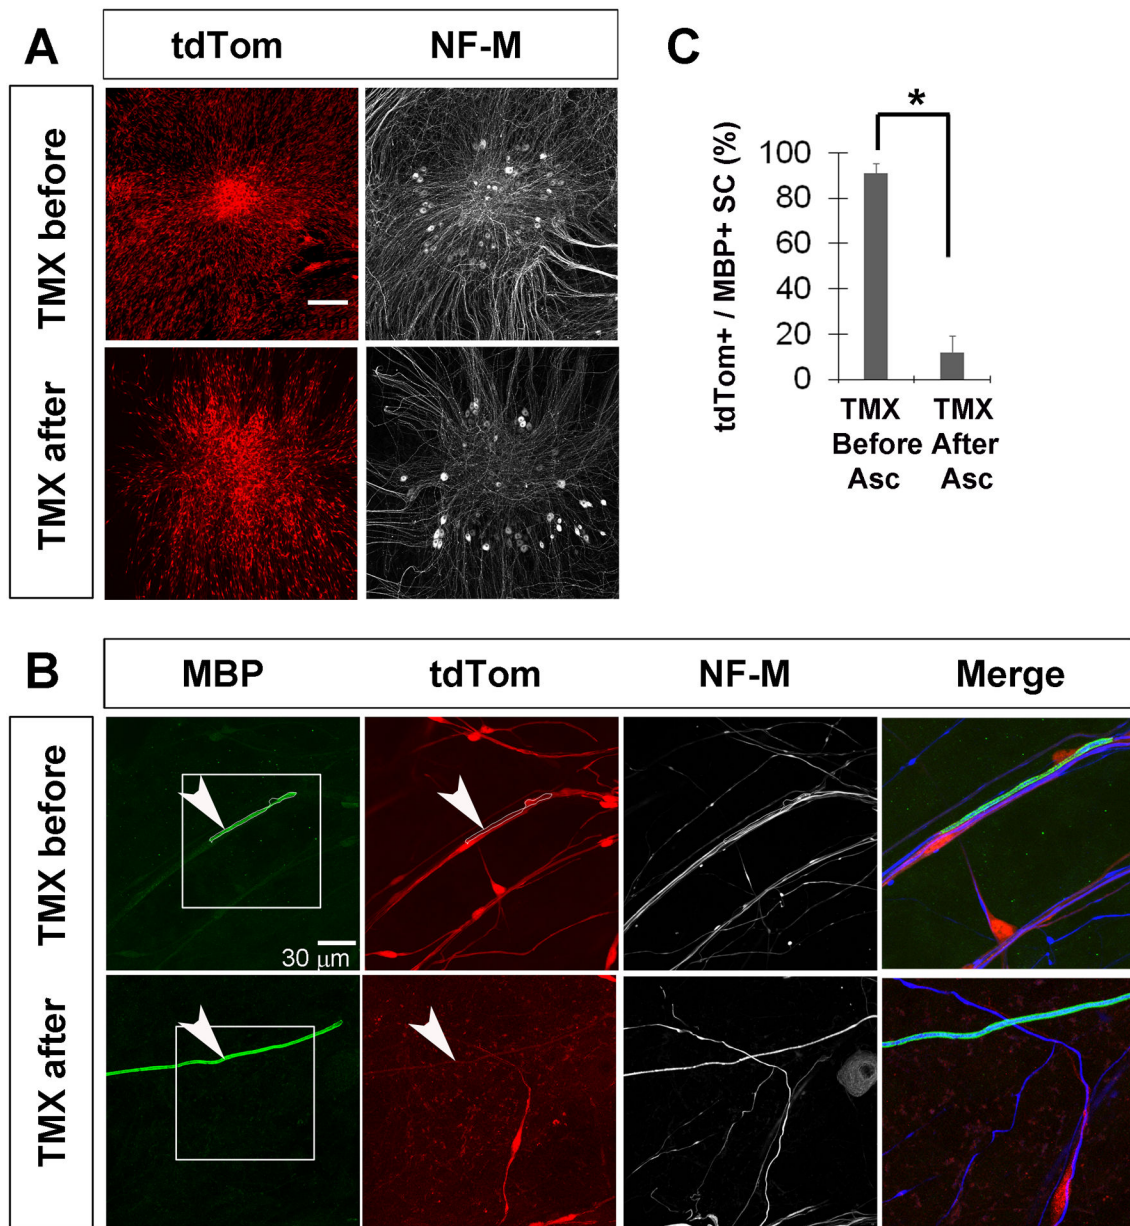 A
tdTom
NF-M
TMX before
TMX after
C
*
tdTom+ / MBP+ SC (%)
100
80
60
40
20
0
TMX Before Asc
TMX After Asc
B
MBP
tdTom
NF-M
Merge
TMX before
30 μm
TMX after